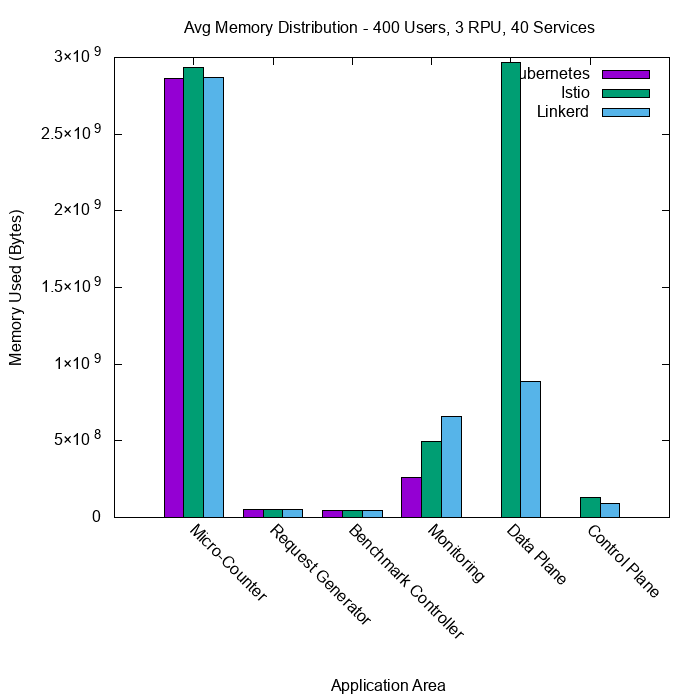 Avg Memory Distribution - 400 Users, 3 RPU, 40 Services
3×10⁹
2.5×10⁹
2×10⁹
1.5×10⁹
1×10⁹
5×10⁸
0
Memory Used (Bytes)
ubernetes
Istio
Linkerd
Micro-Counter
Request Generator
Benchmark Controller
Monitoring
Data Plane
Control Plane
Application Area